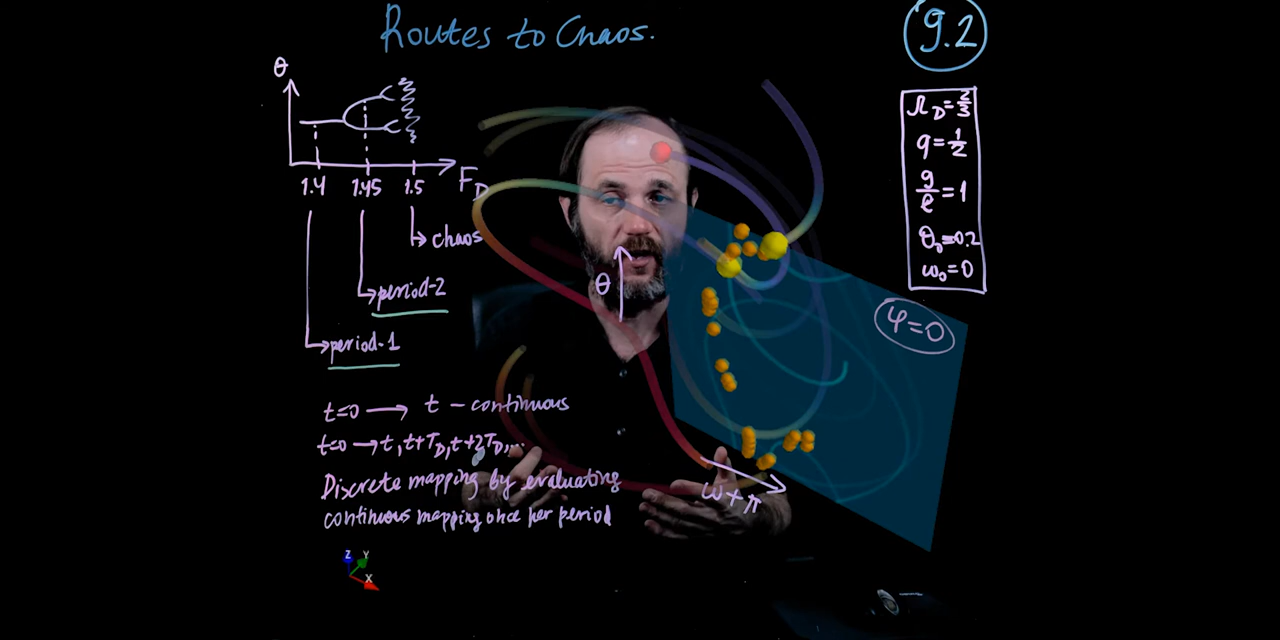 Routes to Chaos.
9.2
θ
1.4 1.45 1.5 F_D
chaos
period-2
period-1
t=0 → t - continuous
t=0 → t, t+T_D, t+2T_D,...
Discrete mapping by evaluating
continuous mapping once per period
Ω_D = 2/3
q = 1/2
g/ℓ = 1
θ₀=0.2
ω₀=0
φ=0
θ
ω+π
Z Y
X